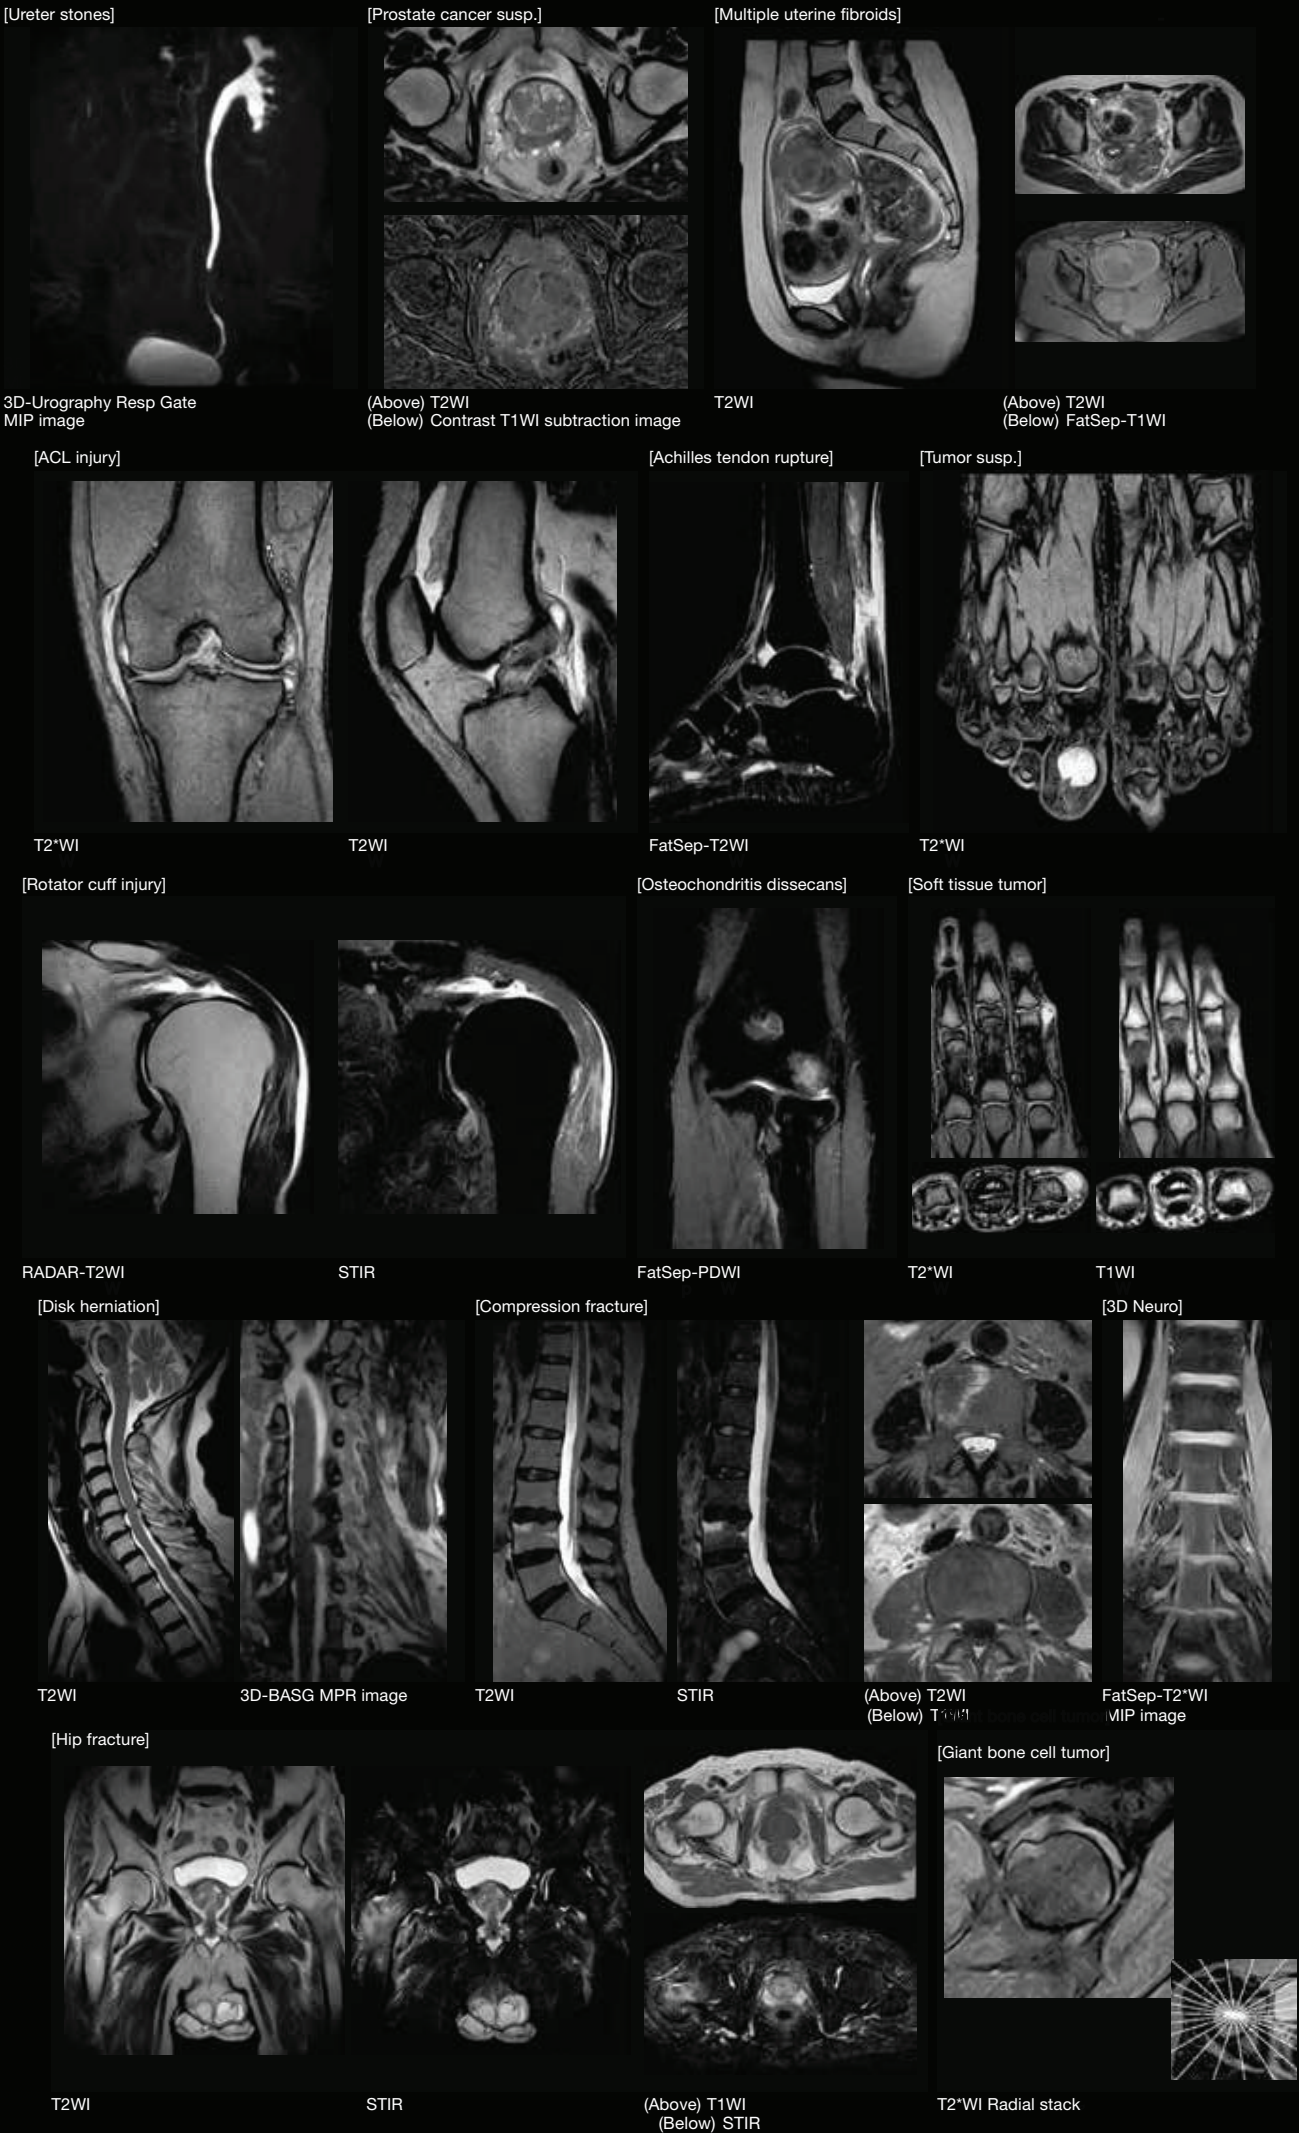 [Ureter stones]
[Prostate cancer susp.]
[Multiple uterine fibroids]
3D-Urography Resp Gate
MIP image
(Above) T2WI
(Below) Contrast T1WI subtraction image
T2WI
(Above) T2WI
(Below) FatSep-T1WI
[ACL injury]
[Achilles tendon rupture]
[Tumor susp.]
T2*WI
T2WI
FatSep-T2WI
T2*WI
[Rotator cuff injury]
[Osteochondritis dissecans]
[Soft tissue tumor]
RADAR-T2WI
STIR
FatSep-PDWI
T2*WI
T1WI
[Disk herniation]
[Compression fracture]
[3D Neuro]
T2WI
3D-BASG MPR image
T2WI
STIR
(Above) T2WI
(Below) T1WI
FatSep-T2*WI
MIP image
[Hip fracture]
[Giant bone cell tumor]
T2WI
STIR
(Above) T1WI
(Below) STIR
T2*WI Radial stack